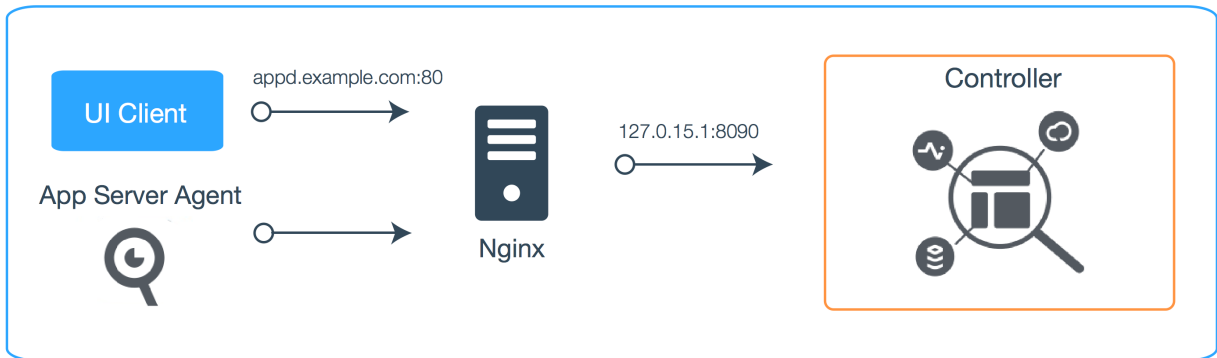 appd.example.com:80
UI Client
App Server Agent
Nginx
127.0.15.1:8090
Controller